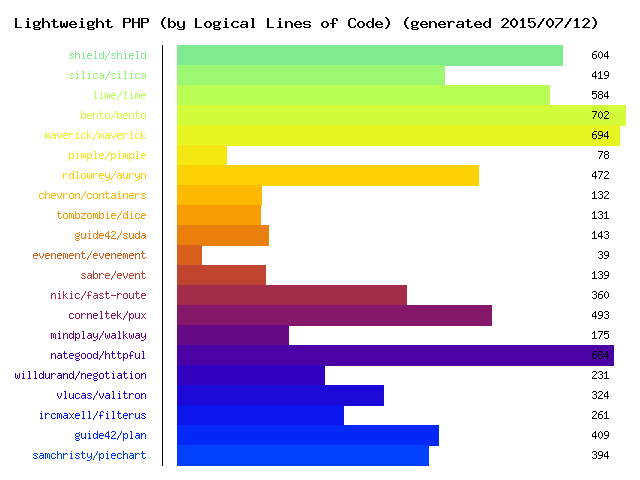 Lightweight PHP (by Logical Lines of Code) (generated 2015/07/12)
shield/shield 604
silica/silica 419
lime/lime 584
bento/bento 702
maverick/maverick 694
pimple/pimple 78
rdlowrey/auryn 472
chevron/containers 132
tombzombie/dice 131
guide42/suda 143
evenement/evenement 39
sabre/event 139
nikic/fast-route 360
corneltek/pux 493
mindplay/walkway 175
nategood/httpful 684
willdurand/negotiation 231
vlucas/valitron 324
ircmaxell/filterus 261
guide42/plan 409
samchristy/piechart 394